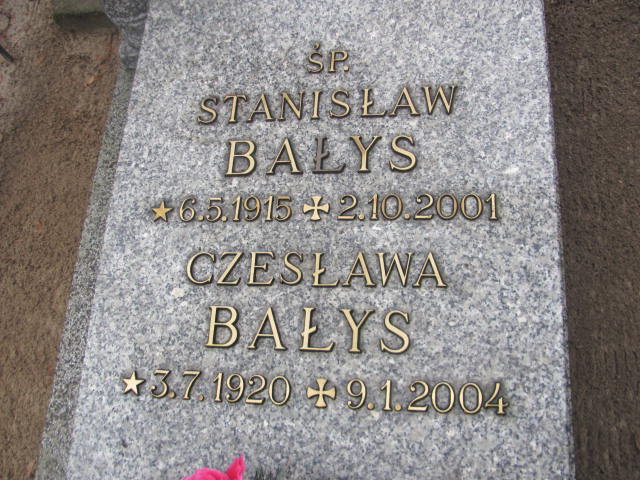 ŚP.
STANISŁAW
BAŁYS
★6.5.1915 ✠ 2.10.2001
CZESŁAWA
BAŁYS
★3.7.1920 ✠ 9.1.2004